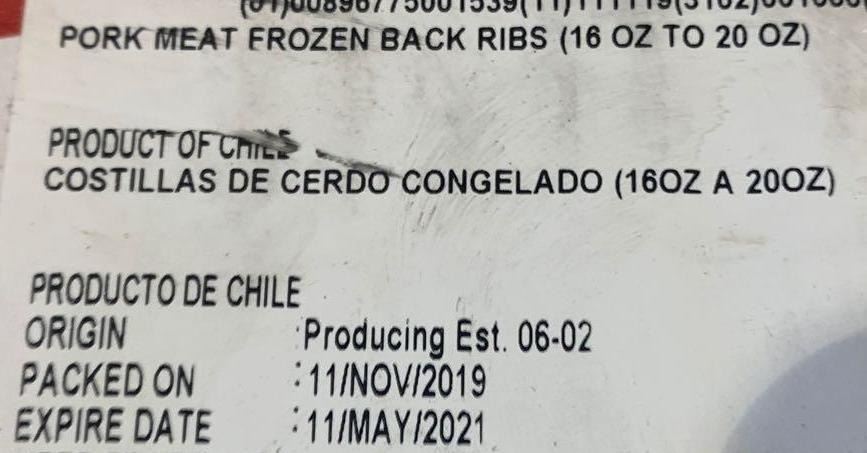 PORK MEAT FROZEN BACK RIBS (16 OZ TO 20 OZ)
PRODUCT OF CHILE
COSTILLAS DE CERDO CONGELADO (16OZ A 20OZ)
PRODUCTO DE CHILE
ORIGIN :Producing Est. 06-02
PACKED ON :11/NOV/2019
EXPIRE DATE :11/MAY/2021